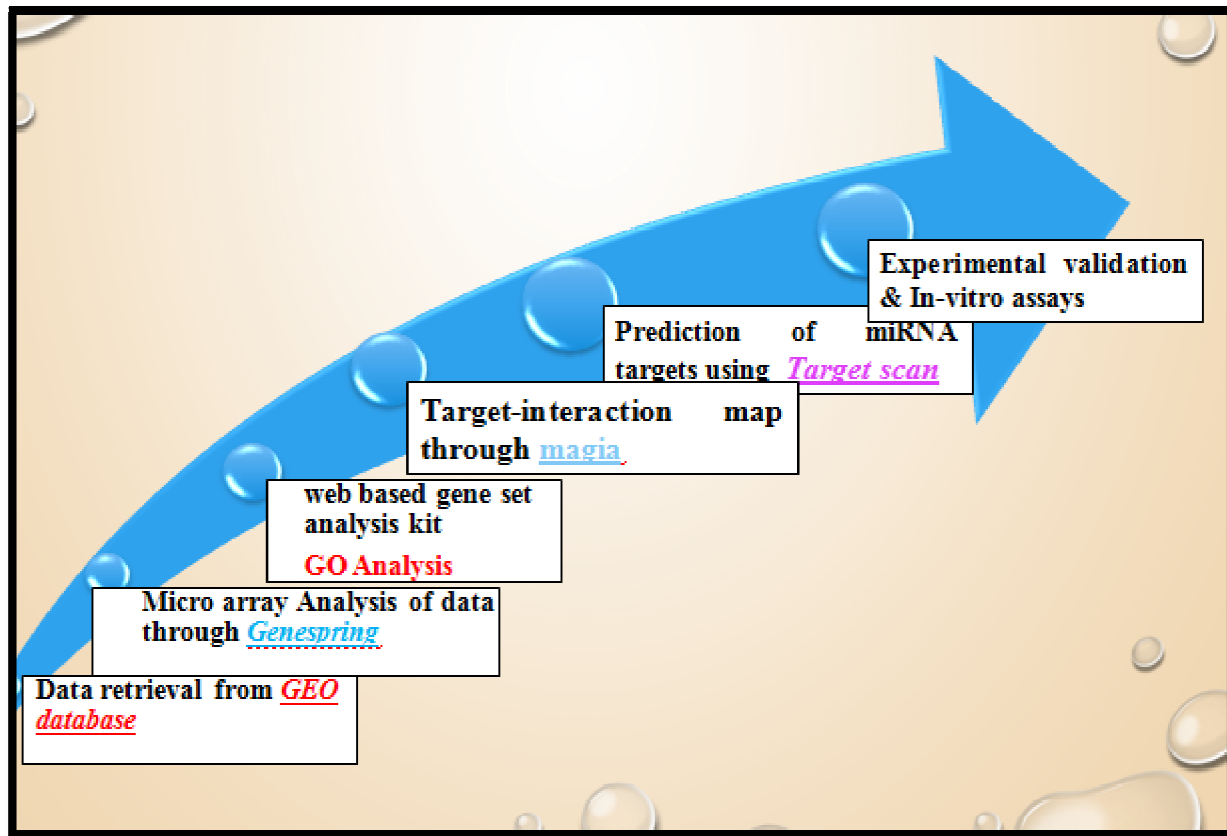 Experimental validation
& In-vitro assays
Prediction of miRNA
targets using Target scan
Target-interaction map
through magia
web based gene set
analysis kit
GO Analysis
Micro array Analysis of data
through Genespring
Data retrieval from GEO
database